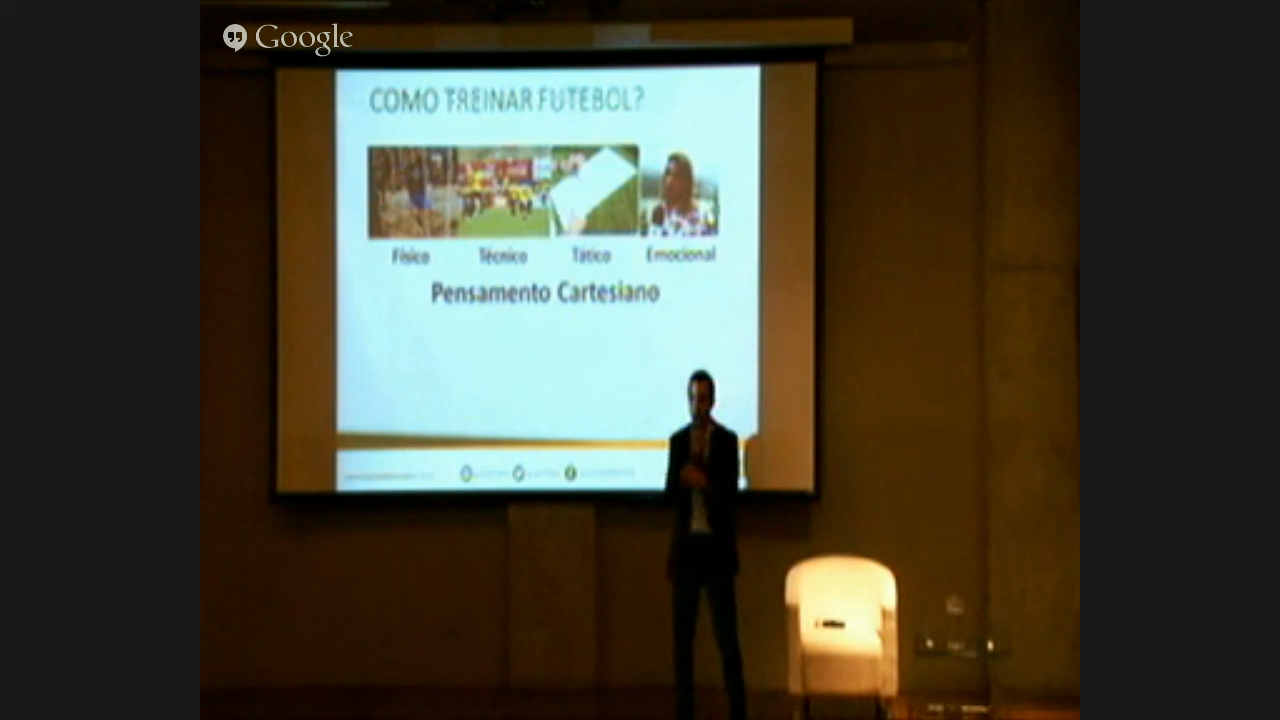 Google
COMO TREINAR FUTEBOL?
Físico Técnico Tático Emocional
Pensamento Cartesiano